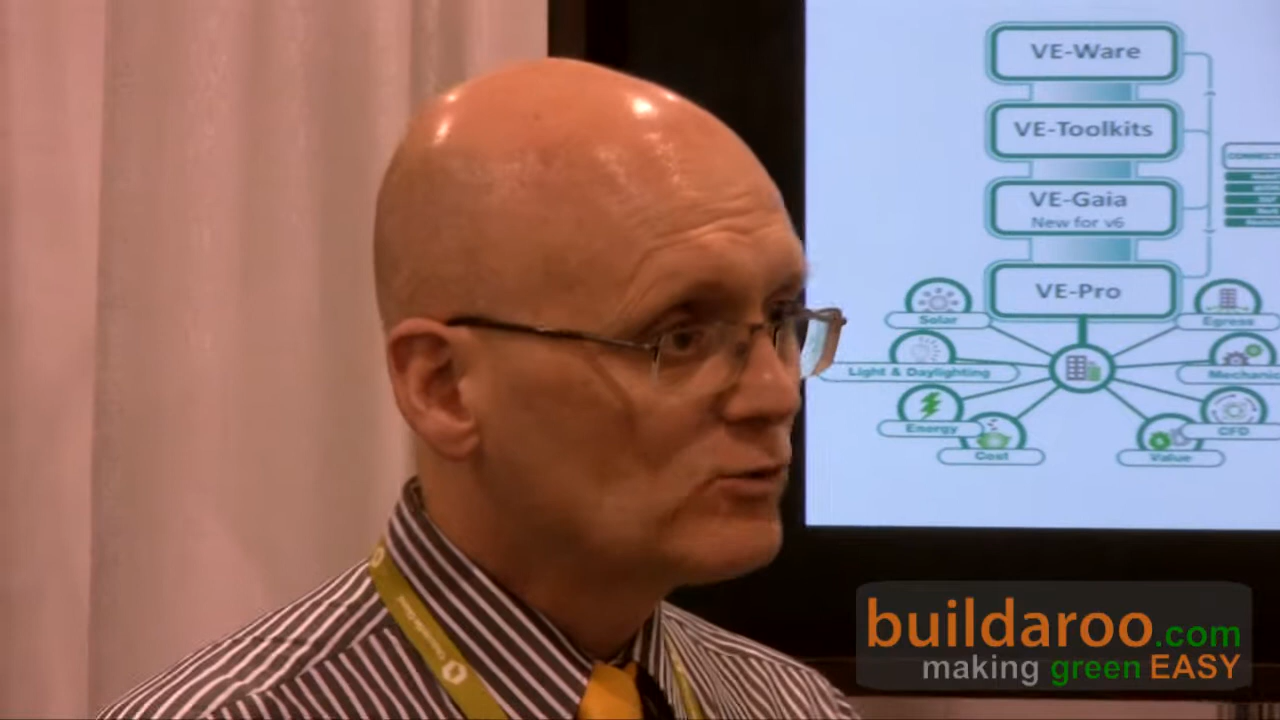 VE-Ware
VE-Toolkits
VE-Gaia
New for v6
VE-Pro
Solar
Egress
Light & Daylighting
Energy
CFD
Cost
Value
buildaroo.com
making green EASY